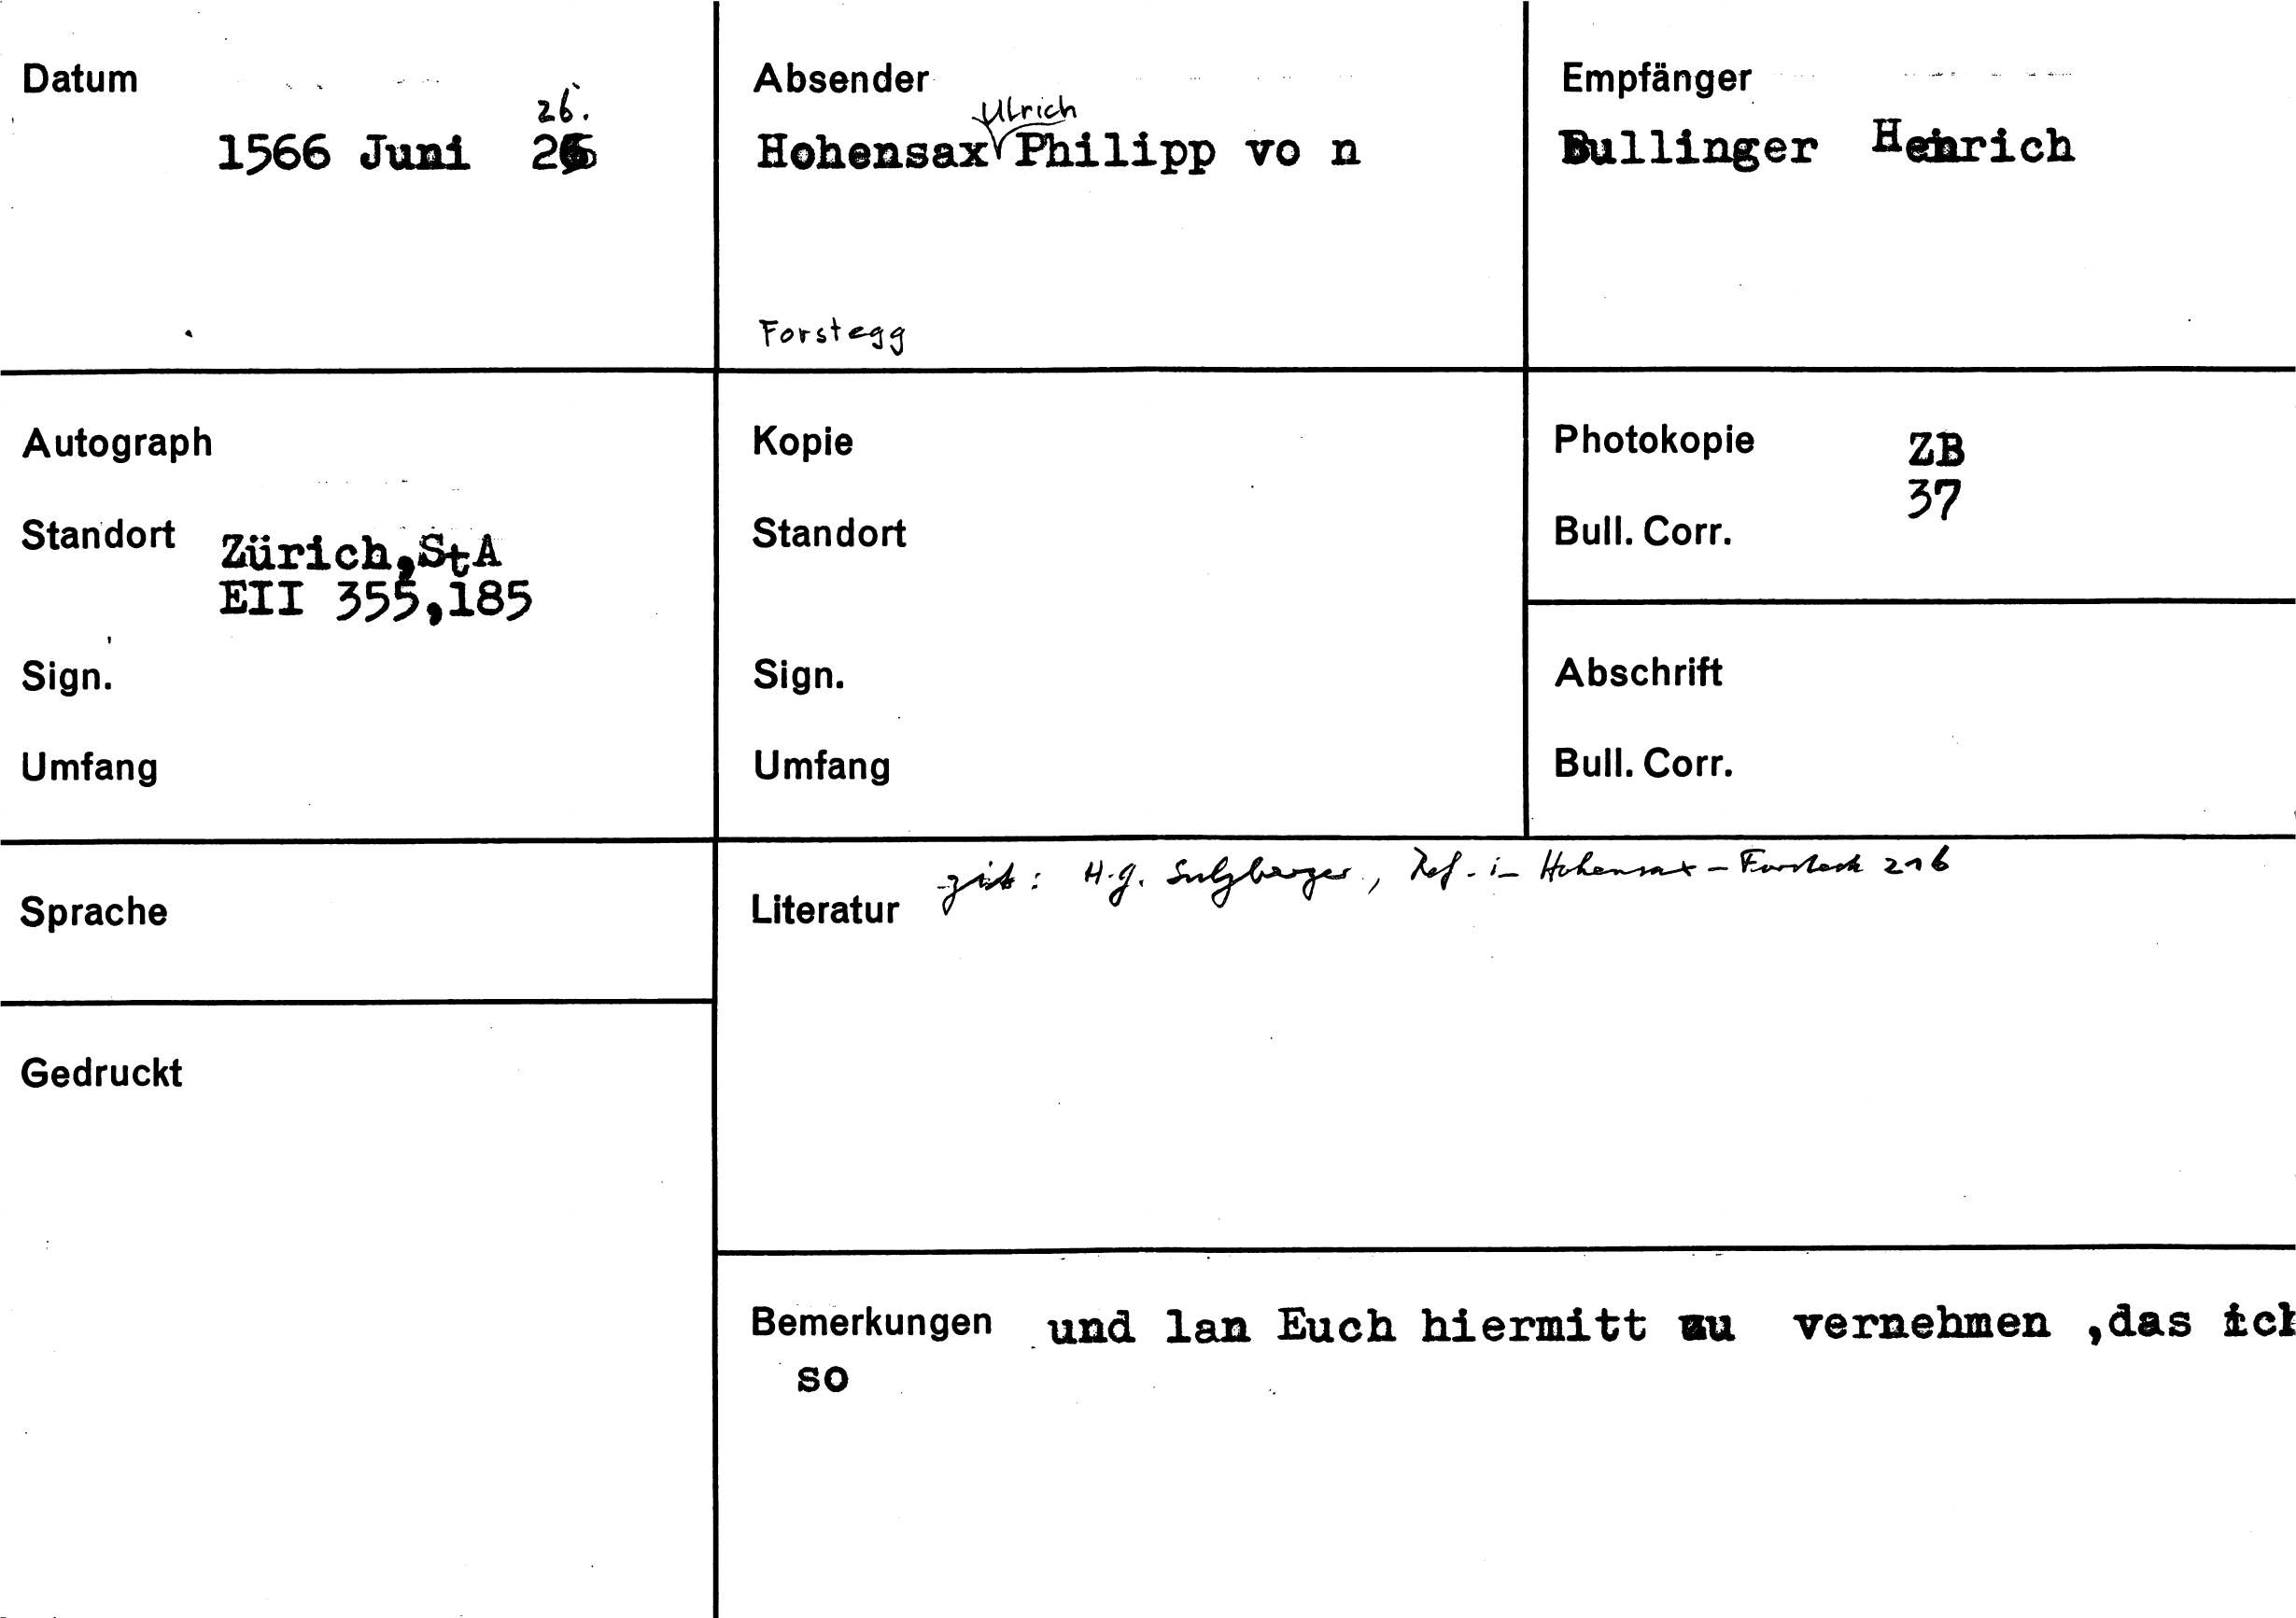 Datum
26.
1566 Juni 26
Absender
Ulrich
Hohensax Philipp vo n
Forstegg
Empfänger
Bullinger Heinrich
Autograph
Standort Zürich,StA
EII 355,185
Sign.
Umfang
Kopie
Standort
Sign.
Umfang
Photokopie ZB
37
Bull. Corr.
Abschrift
Bull. Corr.
Sprache
Gedruckt
Literatur zit: H.G. Sulzberger, Ref. in Hohensax - Forsteck 216
Bemerkungen und lan Euch hiermitt zu vernehmen ,das ich
so